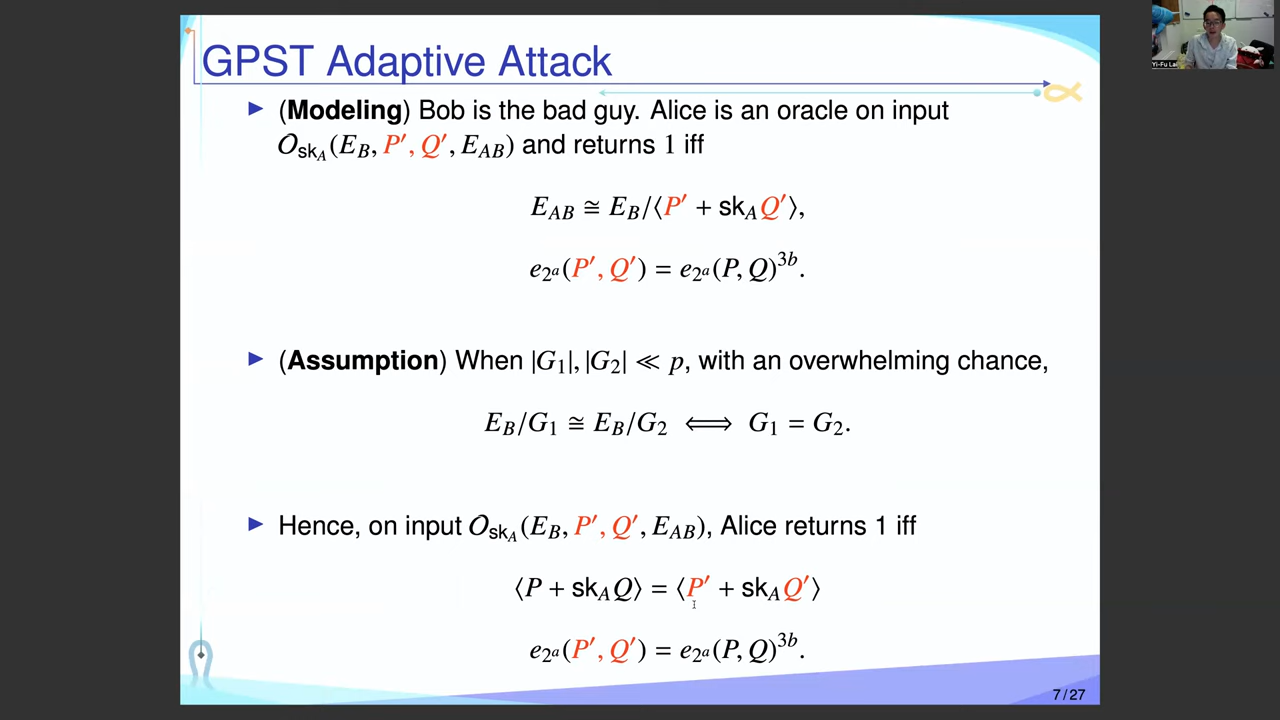 GPST Adaptive Attack
▶ (Modeling) Bob is the bad guy. Alice is an oracle on input
𝒪_{sk_A}(E_B, P′, Q′, E_{AB}) and returns 1 iff
E_{AB} ≅ E_B/⟨P′ + sk_A Q′⟩,
e_{2^a}(P′, Q′) = e_{2^a}(P, Q)^{3b}.
▶ (Assumption) When |G_1|, |G_2| ≪ p, with an overwhelming chance,
E_B/G_1 ≅ E_B/G_2 ⟺ G_1 = G_2.
▶ Hence, on input 𝒪_{sk_A}(E_B, P′, Q′, E_{AB}), Alice returns 1 iff
⟨P + sk_A Q⟩ = ⟨P′ + sk_A Q′⟩
e_{2^a}(P′, Q′) = e_{2^a}(P, Q)^{3b}.
7 / 27
Yi-Fu Lai